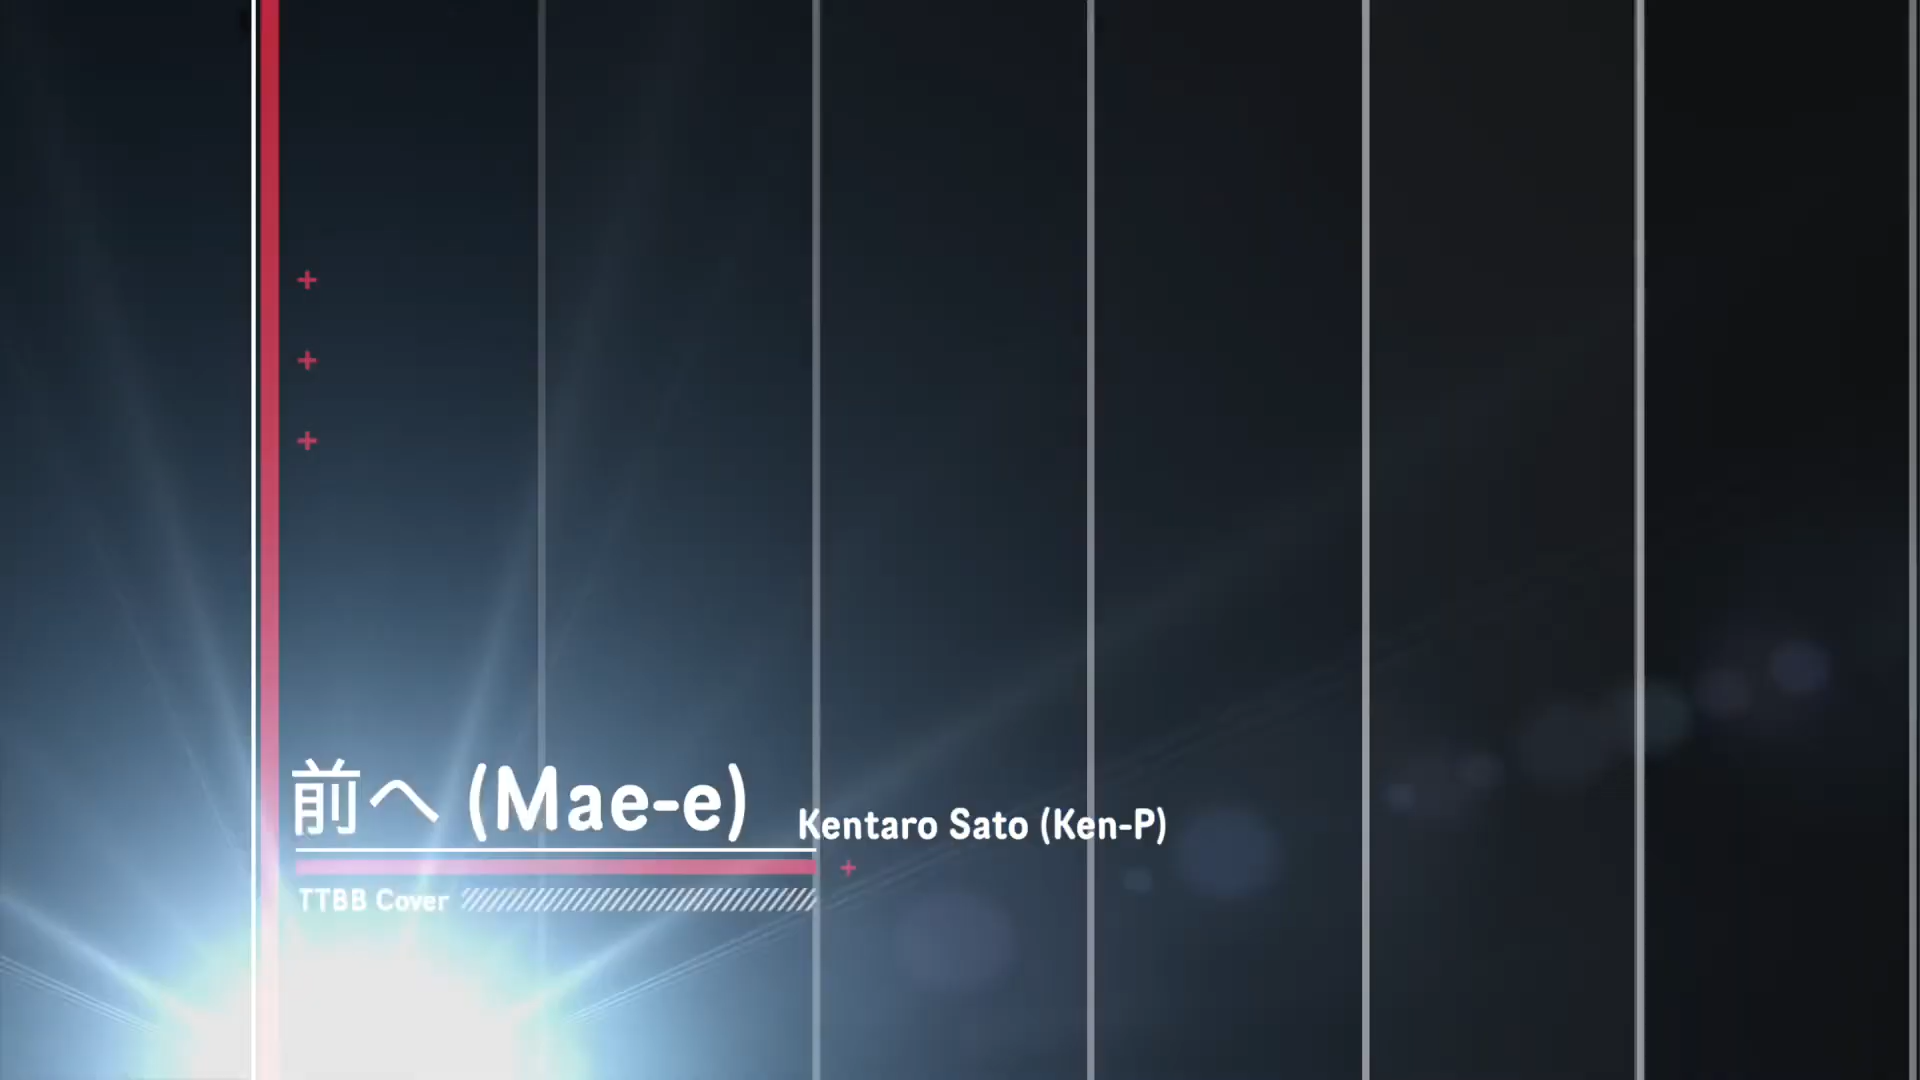 前へ (Mae-e)
Kentaro Sato (Ken-P)
TTBB Cover